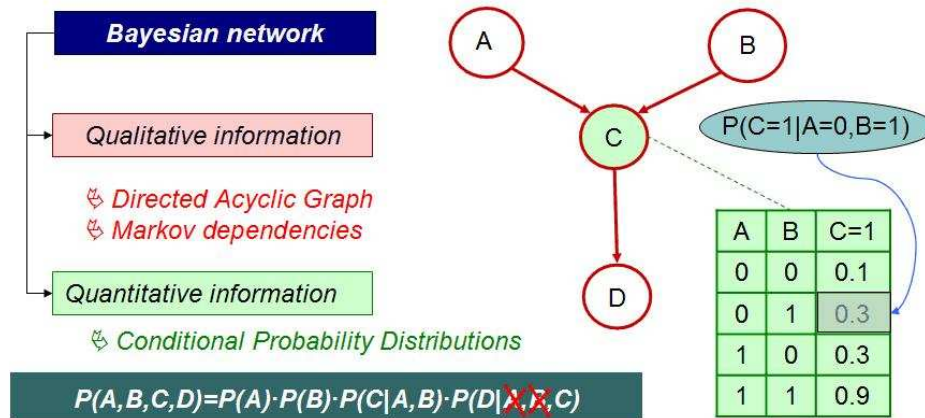 Bayesian network
Qualitative information
Directed Acyclic Graph
Markov dependencies
Quantitative information
Conditional Probability Distributions
P(A,B,C,D)=P(A)·P(B)·P(C|A,B)·P(D|A,B,C)
A
B
C
D
P(C=1|A=0,B=1)
A B C=1
0 0 0.1
0 1 0.3
1 0 0.3
1 1 0.9